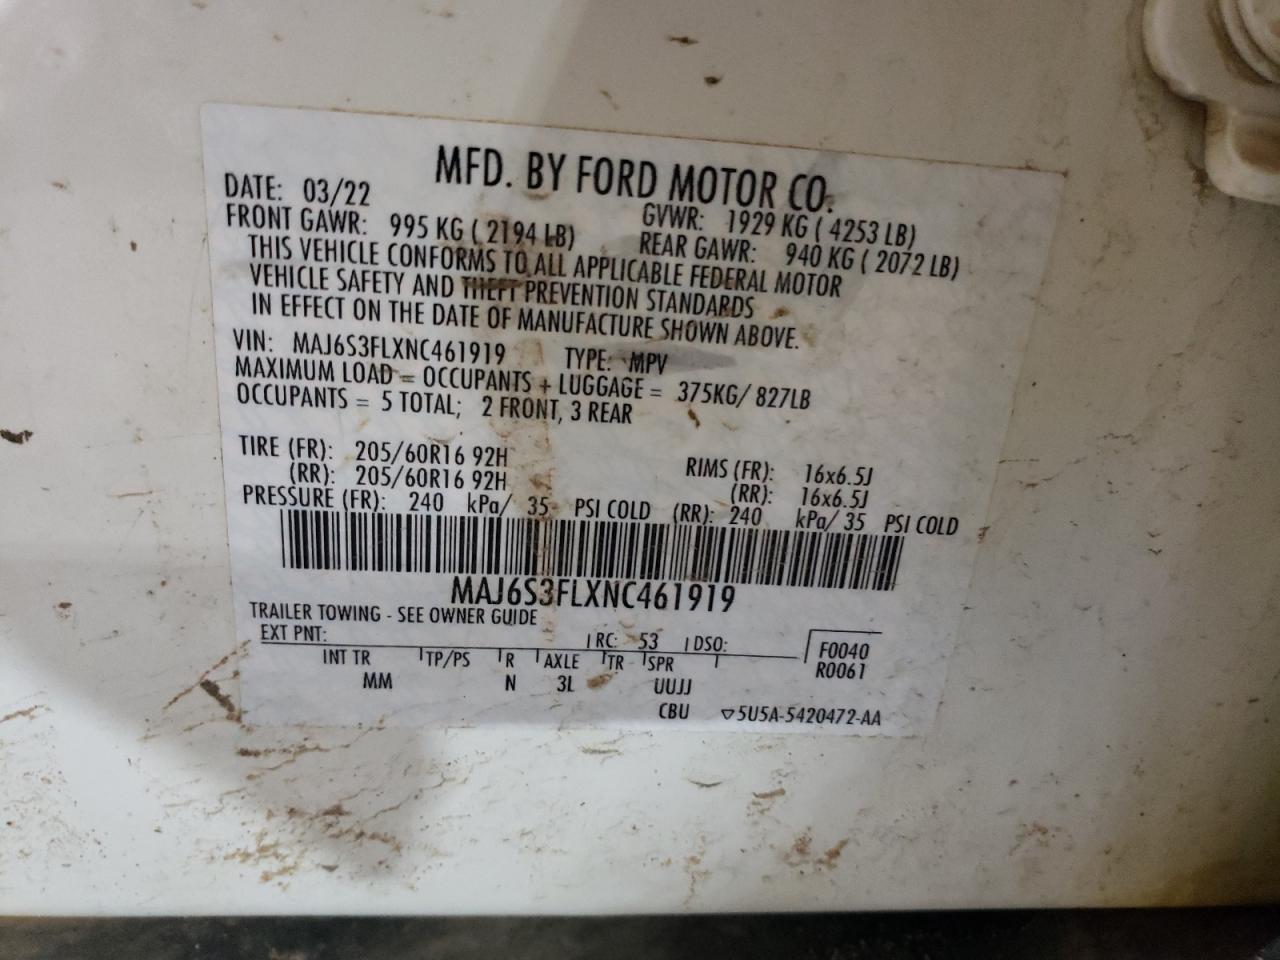 MFD. BY FORD MOTOR CO.
DATE: 03/22 GVWR: 1929 KG ( 4253 LB)
FRONT GAWR: 995 KG ( 2194 LB) REAR GAWR: 940 KG ( 2072 LB)
THIS VEHICLE CONFORMS TO ALL APPLICABLE FEDERAL MOTOR
VEHICLE SAFETY AND THEFT PREVENTION STANDARDS
IN EFFECT ON THE DATE OF MANUFACTURE SHOWN ABOVE.
VIN: MAJ6S3FLXNC461919 TYPE: MPV
MAXIMUM LOAD = OCCUPANTS + LUGGAGE = 375KG/ 827LB
OCCUPANTS = 5 TOTAL; 2 FRONT, 3 REAR
TIRE (FR): 205/60R16 92H RIMS (FR): 16x6.5J
(RR): 205/60R16 92H (RR): 16x6.5J
PRESSURE (FR): 240 kPa/ 35 PSI COLD (RR): 240 kPa/ 35 PSI COLD
MAJ6S3FLXNC461919
TRAILER TOWING - SEE OWNER GUIDE
EXT PNT: RC: 53 DSO: F0040
INT TR TP/PS R AXLE TR SPR R0061
MM N 3L UUJJ
CBU ▽5U5A-5420472-AA